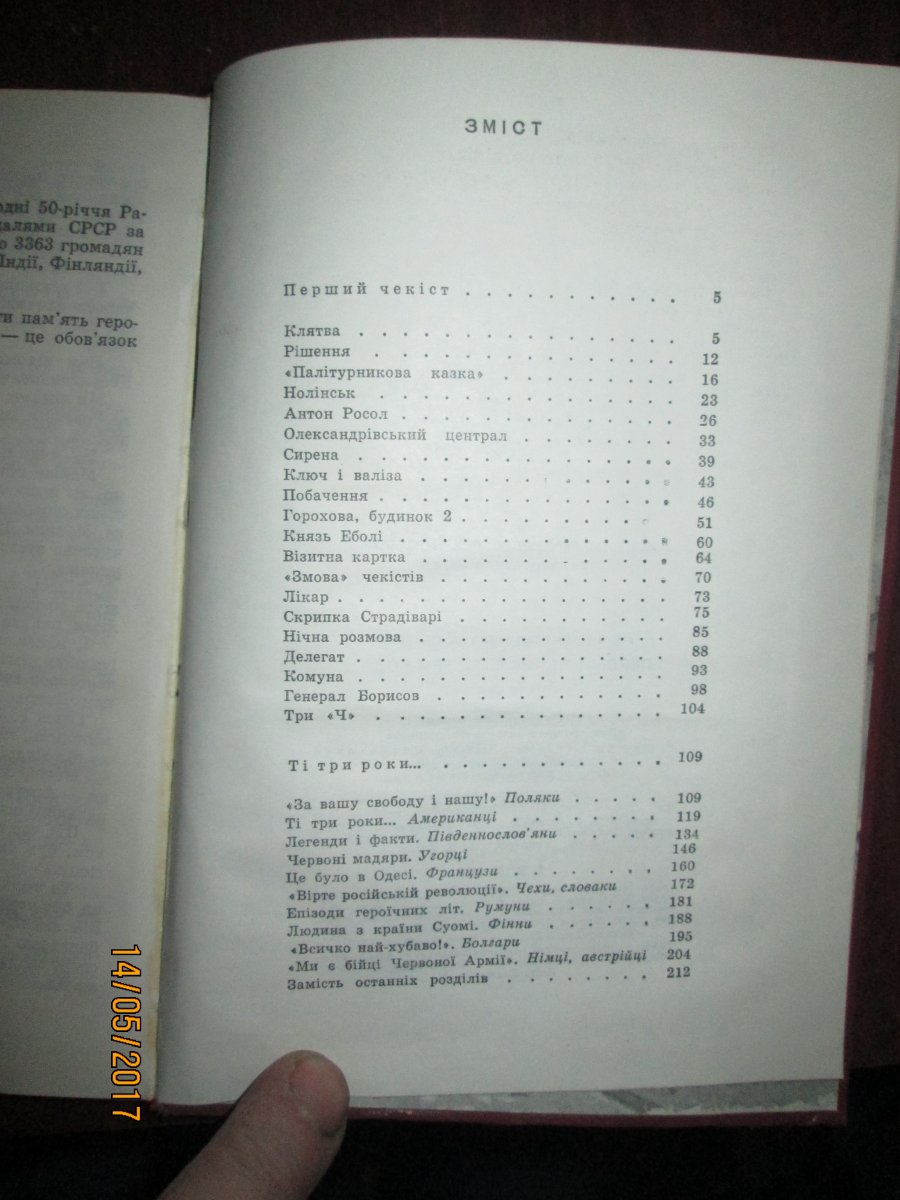 дні 50-річчя Ра-
далями СРСР за
3363 громадян
Індії, Фінляндії,
ти пам'ять геро-
— це обов'язок
ЗМІСТ
Перший чекіст . . . . . . . . . . . 5
Клятва . . . . . . . . . . . . . . . 5
Рішення . . . . . . . . . . . . . . 12
«Палітурникова казка» . . . . . . . . . 16
Нолінськ . . . . . . . . . . . . . . 23
Антон Росол . . . . . . . . . . . . . 26
Олександрівський централ . . . . . . . . 33
Сирена . . . . . . . . . . . . . . . 39
Ключ і валіза . . . . . . . . . . . . 43
Побачення . . . . . . . . . . . . . . 46
Горохова, будинок 2 . . . . . . . . . . 51
Князь Еболі . . . . . . . . . . . . . 60
Візитна картка . . . . . . . . . . . . 64
«Змова» чекістів . . . . . . . . . . . 70
Лікар . . . . . . . . . . . . . . . 73
Скрипка Страдіварі . . . . . . . . . . 75
Нічна розмова . . . . . . . . . . . . 85
Делегат . . . . . . . . . . . . . . 88
Комуна . . . . . . . . . . . . . . 93
Генерал Борисов . . . . . . . . . . . 98
Три «Ч» . . . . . . . . . . . . . . 104
Ті три роки... . . . . . . . . . . . . 109
«За вашу свободу і нашу!» Поляки . . . . . 109
Ті три роки... Американці . . . . . . . . 119
Легенди і факти. Південнослов'яни . . . . . 134
Червоні мадяри. Угорці 146
Це було в Одесі. Французи . . . . . . . 160
«Вірте російській революції». Чехи, словаки 172
Епізоди героїчних літ. Румуни . . . . . . 181
Людина з країни Суомі. Фінни . . . . . . 188
«Всичко най-хубаво!». Болгари 195
«Ми є бійці Червоної Армії». Німці, австрійці 204
Замість останніх розділів . . . . . . . . 212
14/05/2017